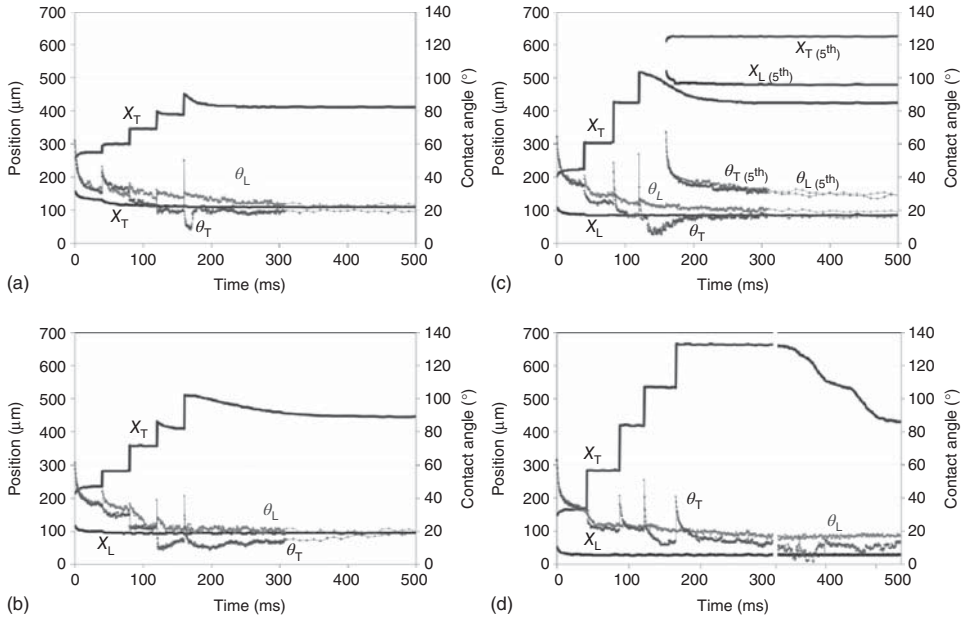 700
600
500
400
300
200
100
0
Position (μm)
140
120
100
80
60
40
20
0
Contact angle (°)
X_T
θ_L
X_T
θ_T
0 100 200 300 400 500
Time (ms)
(a)
700
600
500
400
300
200
100
0
Position (μm)
140
120
100
80
60
40
20
0
Contact angle (°)
X_T (5th)
X_L (5th)
X_T
θ_T (5th)
θ_L (5th)
θ_L
X_L
θ_T
0 100 200 300 400 500
Time (ms)
(c)
700
600
500
400
300
200
100
0
Position (μm)
140
120
100
80
60
40
20
0
Contact angle (°)
X_T
θ_L
X_L
θ_T
0 100 200 300 400 500
Time (ms)
(b)
700
600
500
400
300
200
100
0
Position (μm)
140
120
100
80
60
40
20
0
Contact angle (°)
X_T
θ_T
X_L
θ_L
0 100 200 300 400 500
Time (ms)
(d)